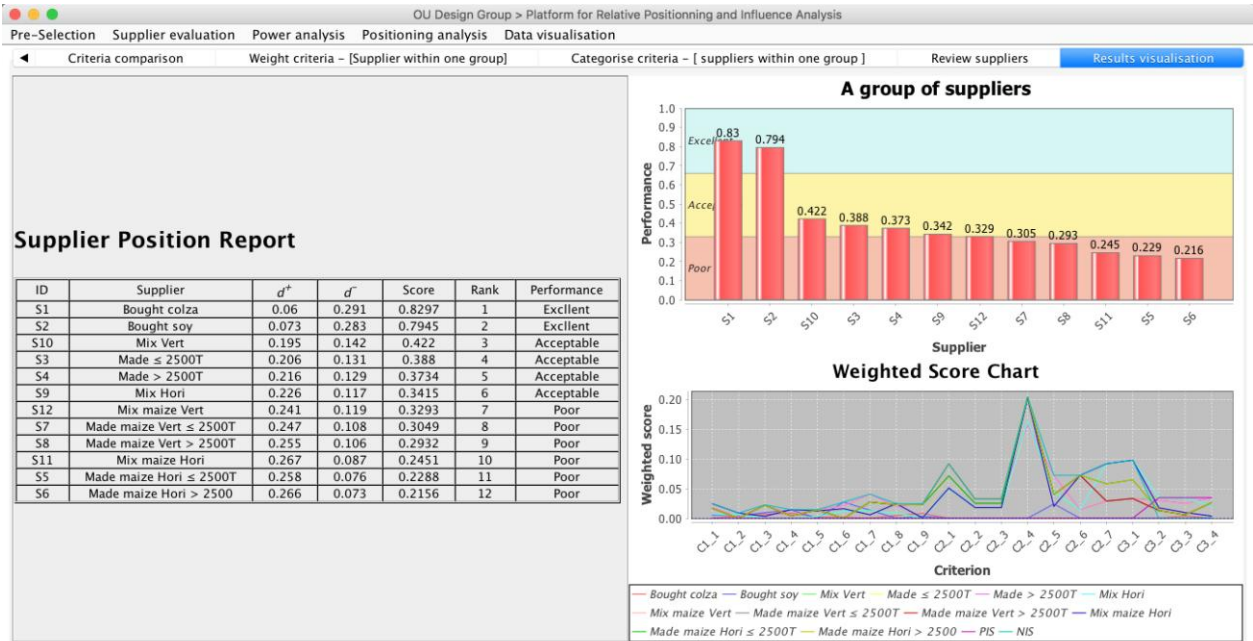 OU Design Group > Platform for Relative Positionning and Influence Analysis
Pre-Selection Supplier evaluation Power analysis Positioning analysis Data visualisation
Criteria comparison Weight criteria – [Supplier within one group] Categorise criteria – [ suppliers within one group ] Review suppliers Results visualisation
Supplier Position Report
ID Supplier d+ d- Score Rank Performance
S1 Bought colza 0.06 0.291 0.8297 1 Excllent
S2 Bought soy 0.073 0.283 0.7945 2 Excllent
S10 Mix Vert 0.195 0.142 0.422 3 Acceptable
S3 Made ≤ 2500T 0.206 0.131 0.388 4 Acceptable
S4 Made > 2500T 0.216 0.129 0.3734 5 Acceptable
S9 Mix Hori 0.226 0.117 0.3415 6 Acceptable
S12 Mix maize Vert 0.241 0.119 0.3293 7 Poor
S7 Made maize Vert ≤ 2500T 0.247 0.108 0.3049 8 Poor
S8 Made maize Vert > 2500T 0.255 0.106 0.2932 9 Poor
S11 Mix maize Hori 0.267 0.087 0.2451 10 Poor
S5 Made maize Hori ≤ 2500T 0.258 0.076 0.2288 11 Poor
S6 Made maize Hori > 2500 0.266 0.073 0.2156 12 Poor
A group of suppliers
Performance
1.0
0.9
0.8
0.7
0.6
0.5
0.4
0.3
0.2
0.1
0.0
Poor
0.83 0.794 0.422 0.388 0.373 0.342 0.329 0.305 0.293 0.245 0.229 0.216
S1 S2 S10 S3 S4 S9 S12 S7 S8 S11 S5 S6
Supplier
Weighted Score Chart
Weighted score
0.20
0.15
0.10
0.05
0.00
C1_1 C1_2 C1_3 C1_4 C1_5 C1_6 C1_7 C1_8 C1_9 C2_1 C2_2 C2_3 C2_4 C2_5 C2_6 C2_7 C3_1 C3_2 C3_3 C3_4
Criterion
Bought colza Bought soy Mix Vert Made ≤ 2500T Made > 2500T Mix Hori
Mix maize Vert Made maize Vert ≤ 2500T Made maize Vert > 2500T Mix maize Hori
Made maize Hori ≤ 2500T Made maize Hori > 2500 PIS NIS